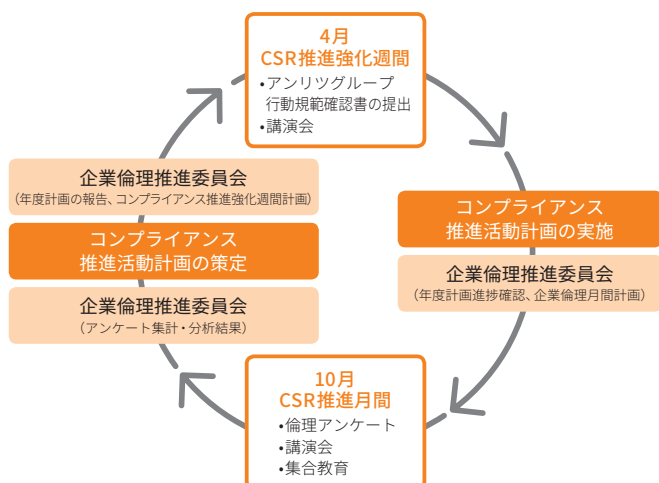 4月
CSR推進強化週間
•アンリツグループ
行動規範確認書の提出
•講演会
企業倫理推進委員会
（年度計画の報告、コンプライアンス推進強化週間計画）
コンプライアンス
推進活動計画の策定
企業倫理推進委員会
（アンケート集計・分析結果）
コンプライアンス
推進活動計画の実施
企業倫理推進委員会
（年度計画進捗確認、企業倫理月間計画）
10月
CSR推進月間
•倫理アンケート
•講演会
•集合教育